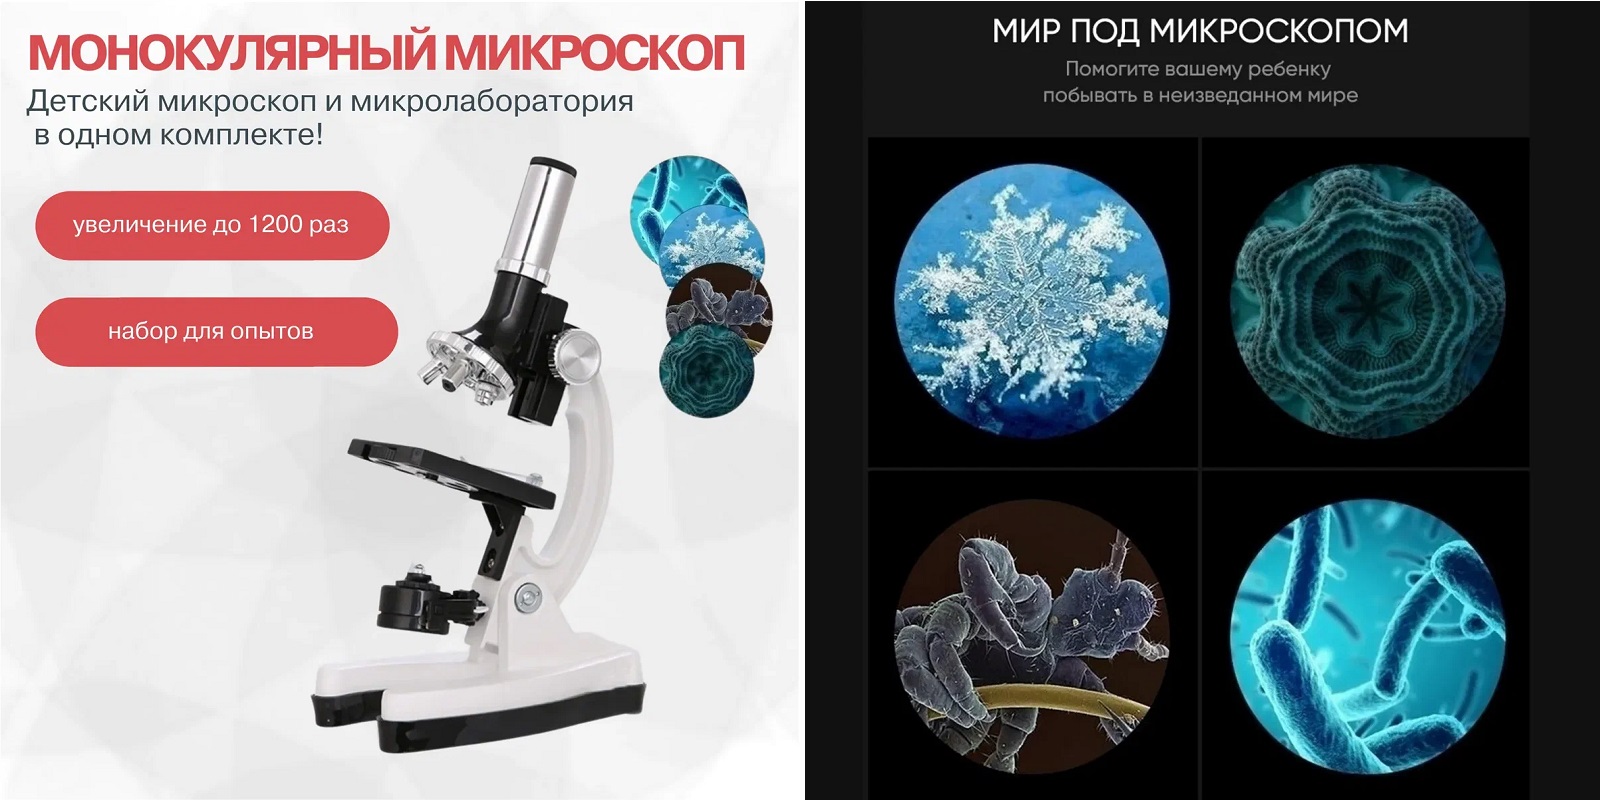 МОНОКУЛЯРНЫЙ МИКРОСКОП
Детский микроскоп и микролаборатория
в одном комплекте!
увеличение до 1200 раз
набор для опытов
МИР ПОД МИКРОСКОПОМ
Помогите вашему ребенку
побывать в неизведанном мире